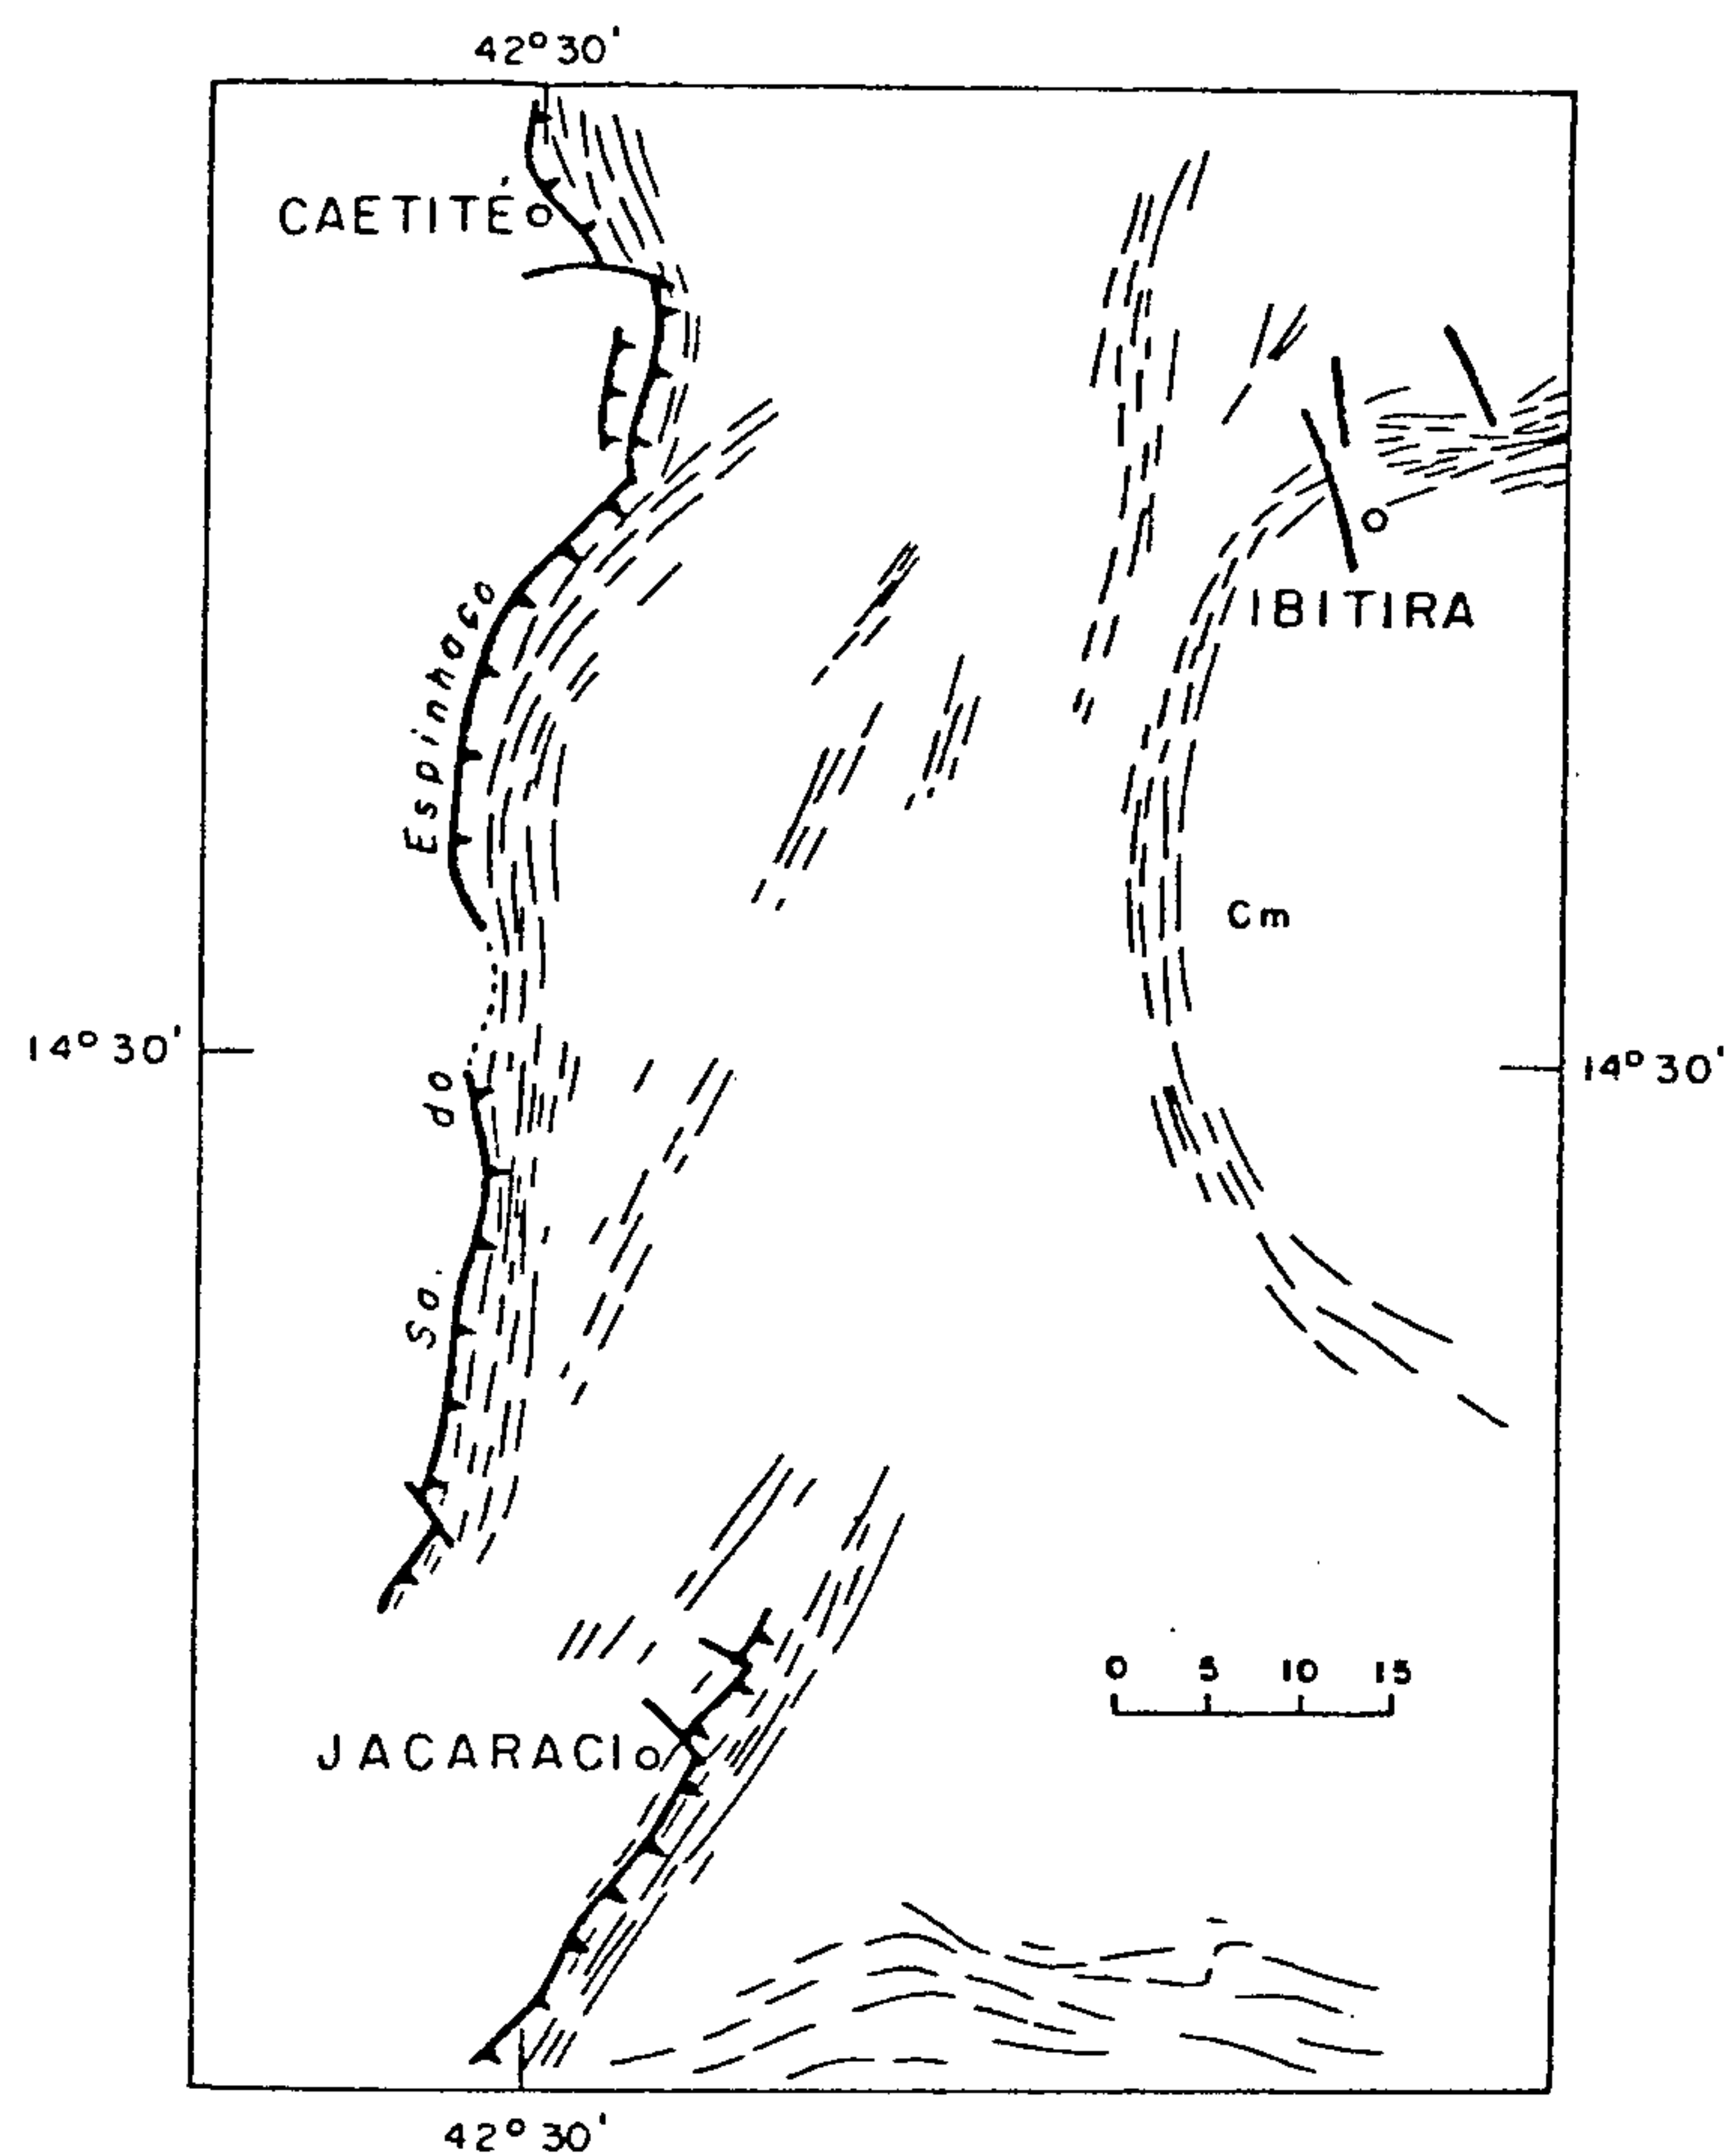 42°30'
CAETITÉ
IBITIRA
Sa. do Espinhaço
Cm
14°30'
14°30'
0 5 10 15
JACARACI
42°30'